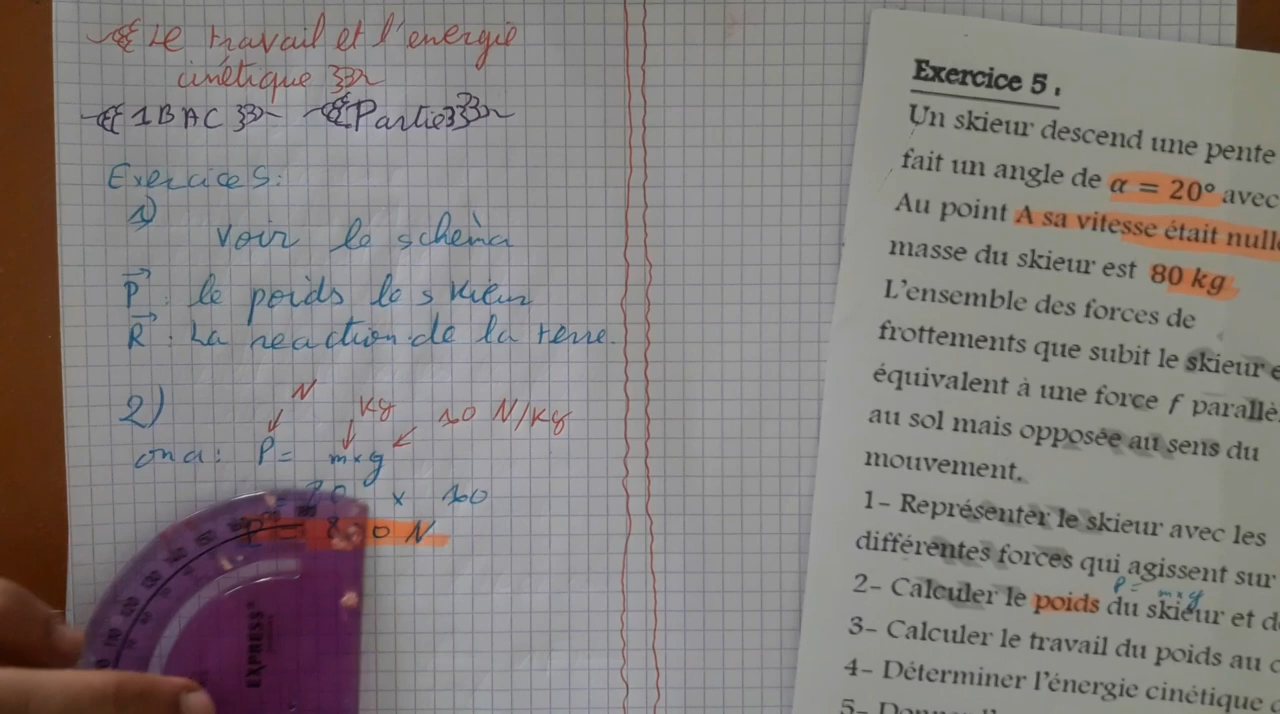 Le travail et l'energie
cinétique
1BAC Partie
Exercice 5:
1)
Voir le schèma
P : le poids le skieur
R : La reaction de la terre.
2)
N
Kg
10 N/Kg
on a : P = m×g
× 10
P = 800 N
EXPRESS
Exercice 5.
Un skieur descend une pente
fait un angle de α = 20° avec
Au point A sa vitesse était nulle
masse du skieur est 80 kg
L'ensemble des forces de
frottements que subit le skieur e
équivalent à une force f parallè
au sol mais opposée au sens du
mouvement.
1- Représenter le skieur avec les
différentes forces qui agissent sur
P = m×g
2- Calculer le poids du skieur et d
3- Calculer le travail du poids au c
4- Déterminer l'énergie cinétique
5-